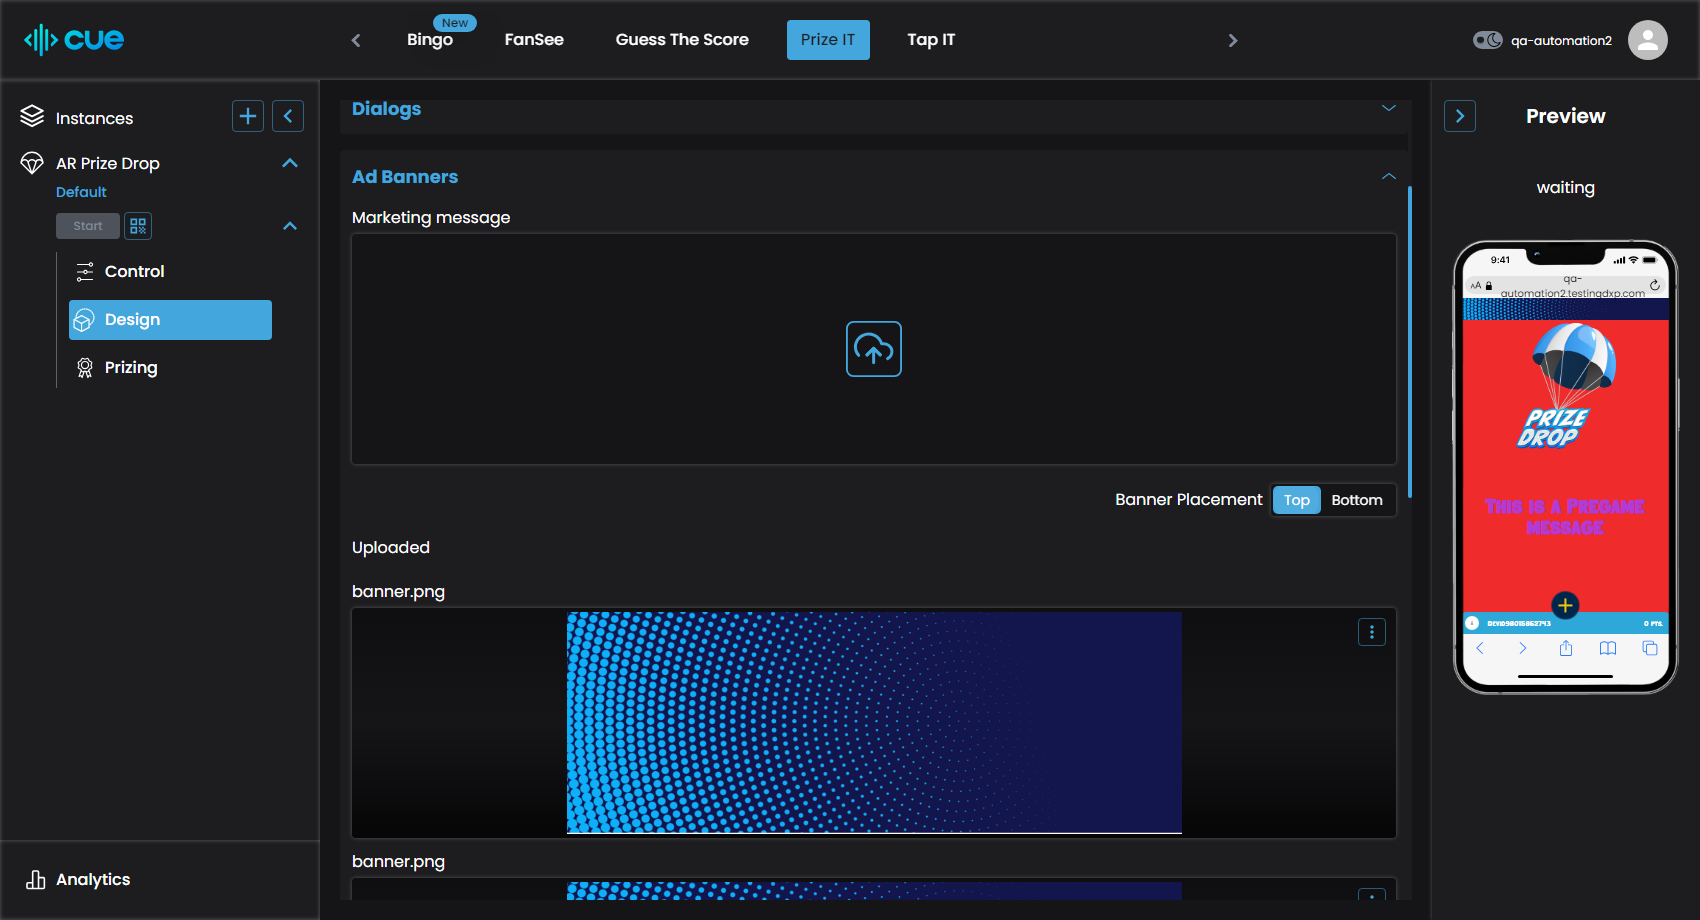 cue
Bingo
New
FanSee
Guess The Score
Prize IT
Tap IT
qa-automation2
Instances
AR Prize Drop
Default
Start
Control
Design
Prizing
Analytics
Dialogs
Ad Banners
Marketing message
Banner Placement
Top
Bottom
Uploaded
banner.png
banner.png
Preview
waiting
9:41
AA
qa-
automation2.testingdxp.com
PRIZE
DROP
This is a Pregame
message
0 PTS.